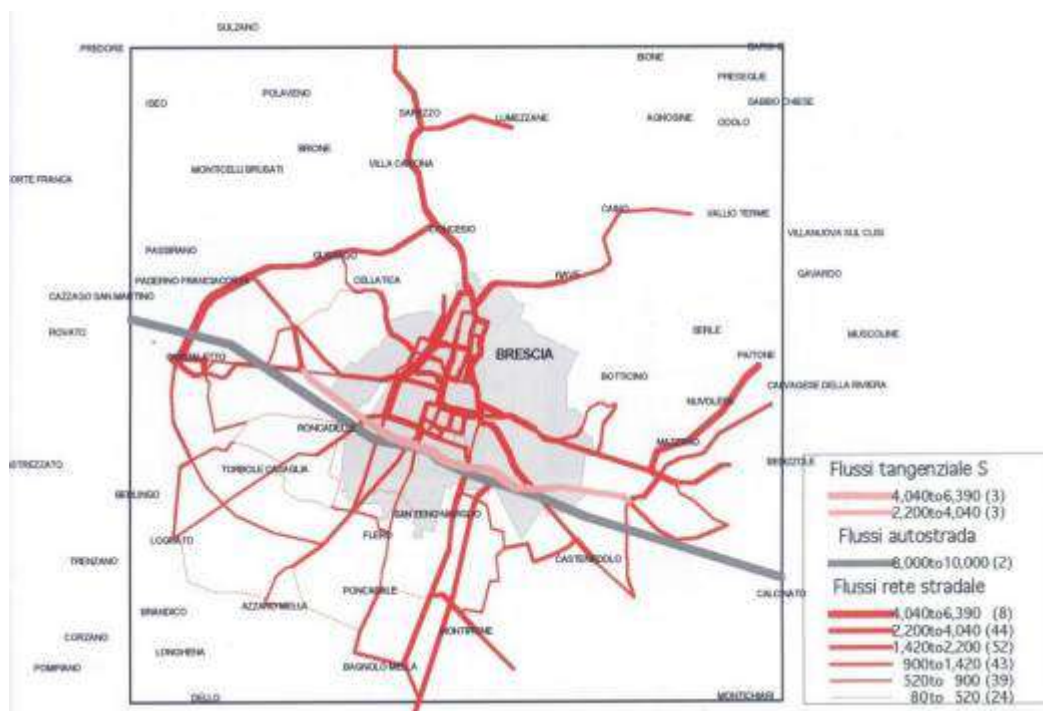 SULZANO
PREDORE
BARGHE
BIONE
PRESEGLIE
POLAVENO
ISEO
SABBIO CHIESE
SAREZZO
LUMEZZANE
AGNOSINE
ODOLO
BRIONE
VILLA CARCINA
MONTICELLI BRUSATI
ORTE FRANCA
CAINO
VALLIO TERME
CONCESIO
VILLANUOVA SUL CLISI
PASSIRANO
GUSSAGO
NAVE
GAVARDO
PADERNO FRANCIACORTA
CELLATICA
CAZZAGO SAN MARTINO
ROVATO
SERLE
MUSCOLINE
BRESCIA
PAITONE
BOTTICINO
CALVAGESE DELLA RIVIERA
NUVOLERA
RONCADELLE
MAZZANO
BEDIZZOLE
ASTREZZATO
TORBOLE CASAGLIA
BERLINGO
SAN ZENO NAVIGLIO
FLERO
LOGRATO
CASTENEDOLO
TRENZANO
PONCARALE
CALCINATO
BRANDICO
AZZANO MELLA
MONTIRONE
CORZANO
LONGHENA
POMPIANO
BAGNOLO MELLA
DELLO
MONTICHIARI
Flussi tangenziale S
4,040to6,390 (3)
2,200to4,040 (3)
Flussi autostrada
8,000to10,000 (2)
Flussi rete stradale
4,040to6,390 (8)
2,200to4,040 (44)
1,420to2,200 (52)
900to1,420 (43)
520to 900 (39)
80to 520 (24)